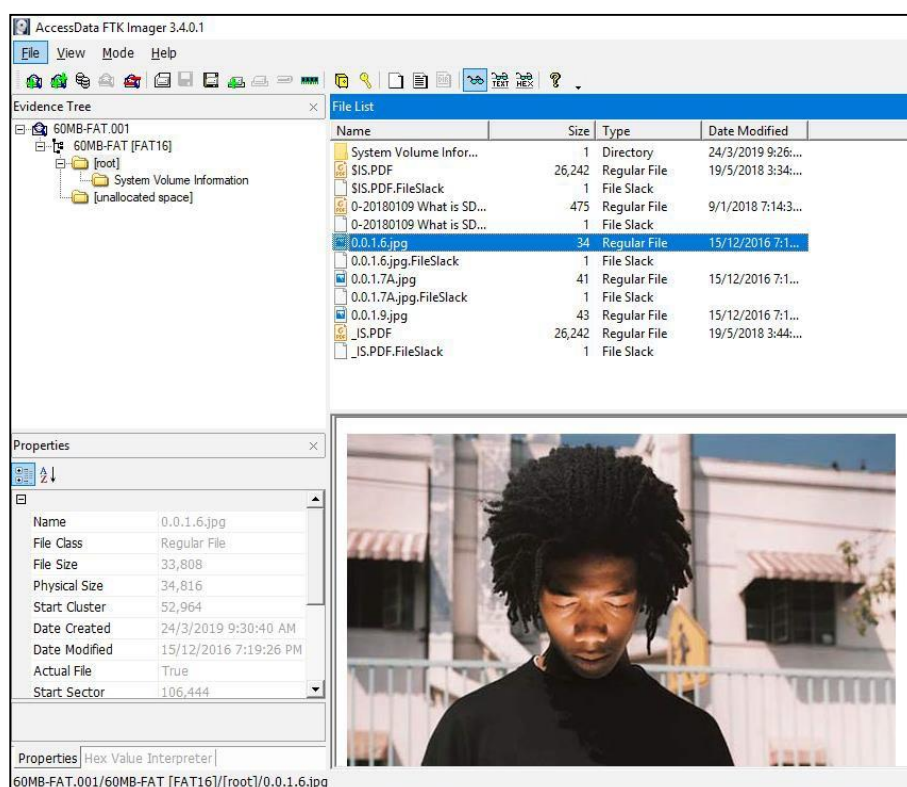 AccessData FTK Imager 3.4.0.1
File View Mode Help
TEXT HEX
Evidence Tree
60MB-FAT.001
60MB-FAT [FAT16]
[root]
System Volume Information
[unallocated space]
File List
Name Size Type Date Modified
System Volume Infor... 1 Directory 24/3/2019 9:26:...
$IS.PDF 26,242 Regular File 19/5/2018 3:34:...
$IS.PDF.FileSlack 1 File Slack
0-20180109 What is SD... 475 Regular File 9/1/2018 7:14:3...
0-20180109 What is SD... 1 File Slack
0.0.1.6.jpg 34 Regular File 15/12/2016 7:1...
0.0.1.6.jpg.FileSlack 1 File Slack
0.0.1.7A.jpg 41 Regular File 15/12/2016 7:1...
0.0.1.7A.jpg.FileSlack 1 File Slack
0.0.1.9.jpg 43 Regular File 15/12/2016 7:1...
_IS.PDF 26,242 Regular File 19/5/2018 3:44:...
_IS.PDF.FileSlack 1 File Slack
Properties
Name 0.0.1.6.jpg
File Class Regular File
File Size 33,808
Physical Size 34,816
Start Cluster 52,964
Date Created 24/3/2019 9:30:40 AM
Date Modified 15/12/2016 7:19:26 PM
Actual File True
Start Sector 106,444
Properties Hex Value Interpreter
60MB-FAT.001/60MB-FAT [FAT16]/[root]/0.0.1.6.jpg